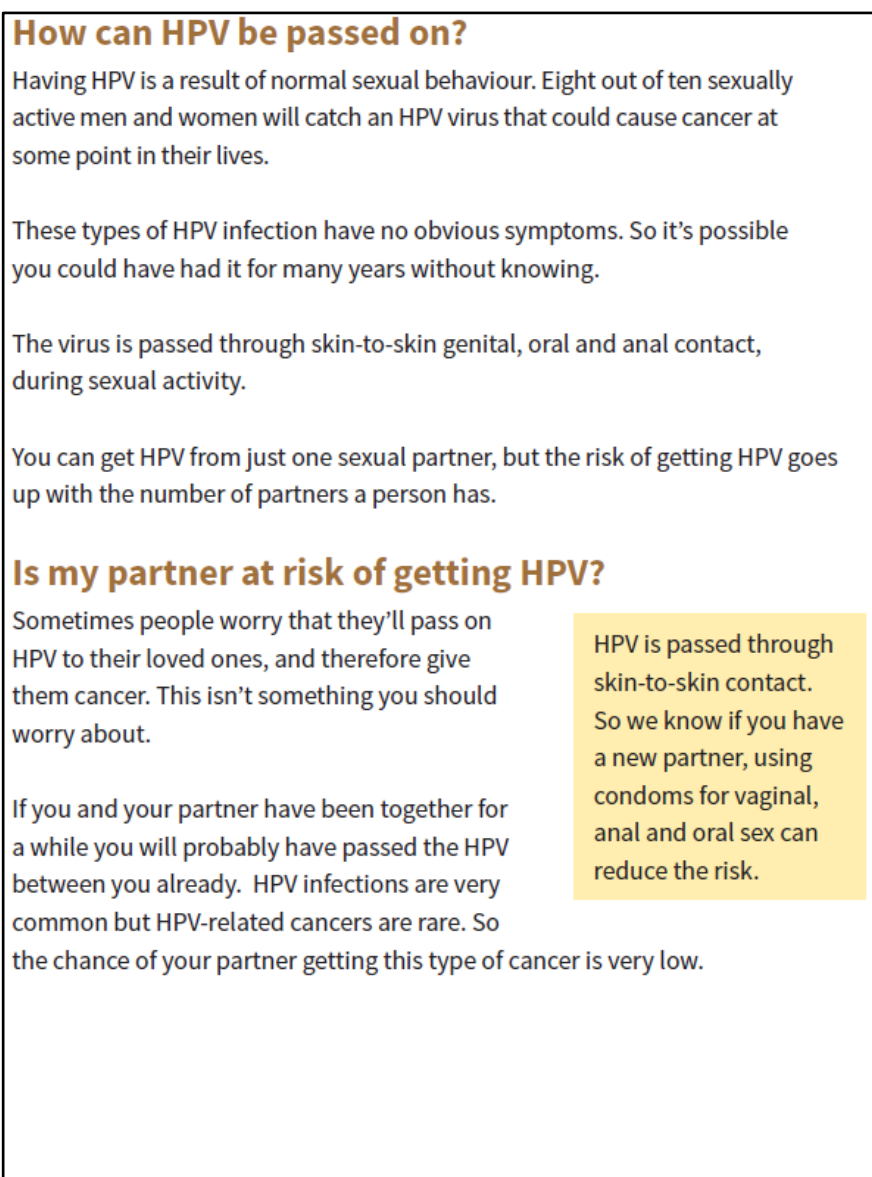 How can HPV be passed on?
Having HPV is a result of normal sexual behaviour. Eight out of ten sexually
active men and women will catch an HPV virus that could cause cancer at
some point in their lives.
These types of HPV infection have no obvious symptoms. So it’s possible
you could have had it for many years without knowing.
The virus is passed through skin-to-skin genital, oral and anal contact,
during sexual activity.
You can get HPV from just one sexual partner, but the risk of getting HPV goes
up with the number of partners a person has.
Is my partner at risk of getting HPV?
Sometimes people worry that they’ll pass on
HPV to their loved ones, and therefore give
them cancer. This isn’t something you should
worry about.
If you and your partner have been together for
a while you will probably have passed the HPV
between you already.  HPV infections are very
common but HPV-related cancers are rare. So
the chance of your partner getting this type of cancer is very low.
HPV is passed through
skin-to-skin contact.
So we know if you have
a new partner, using
condoms for vaginal,
anal and oral sex can
reduce the risk.